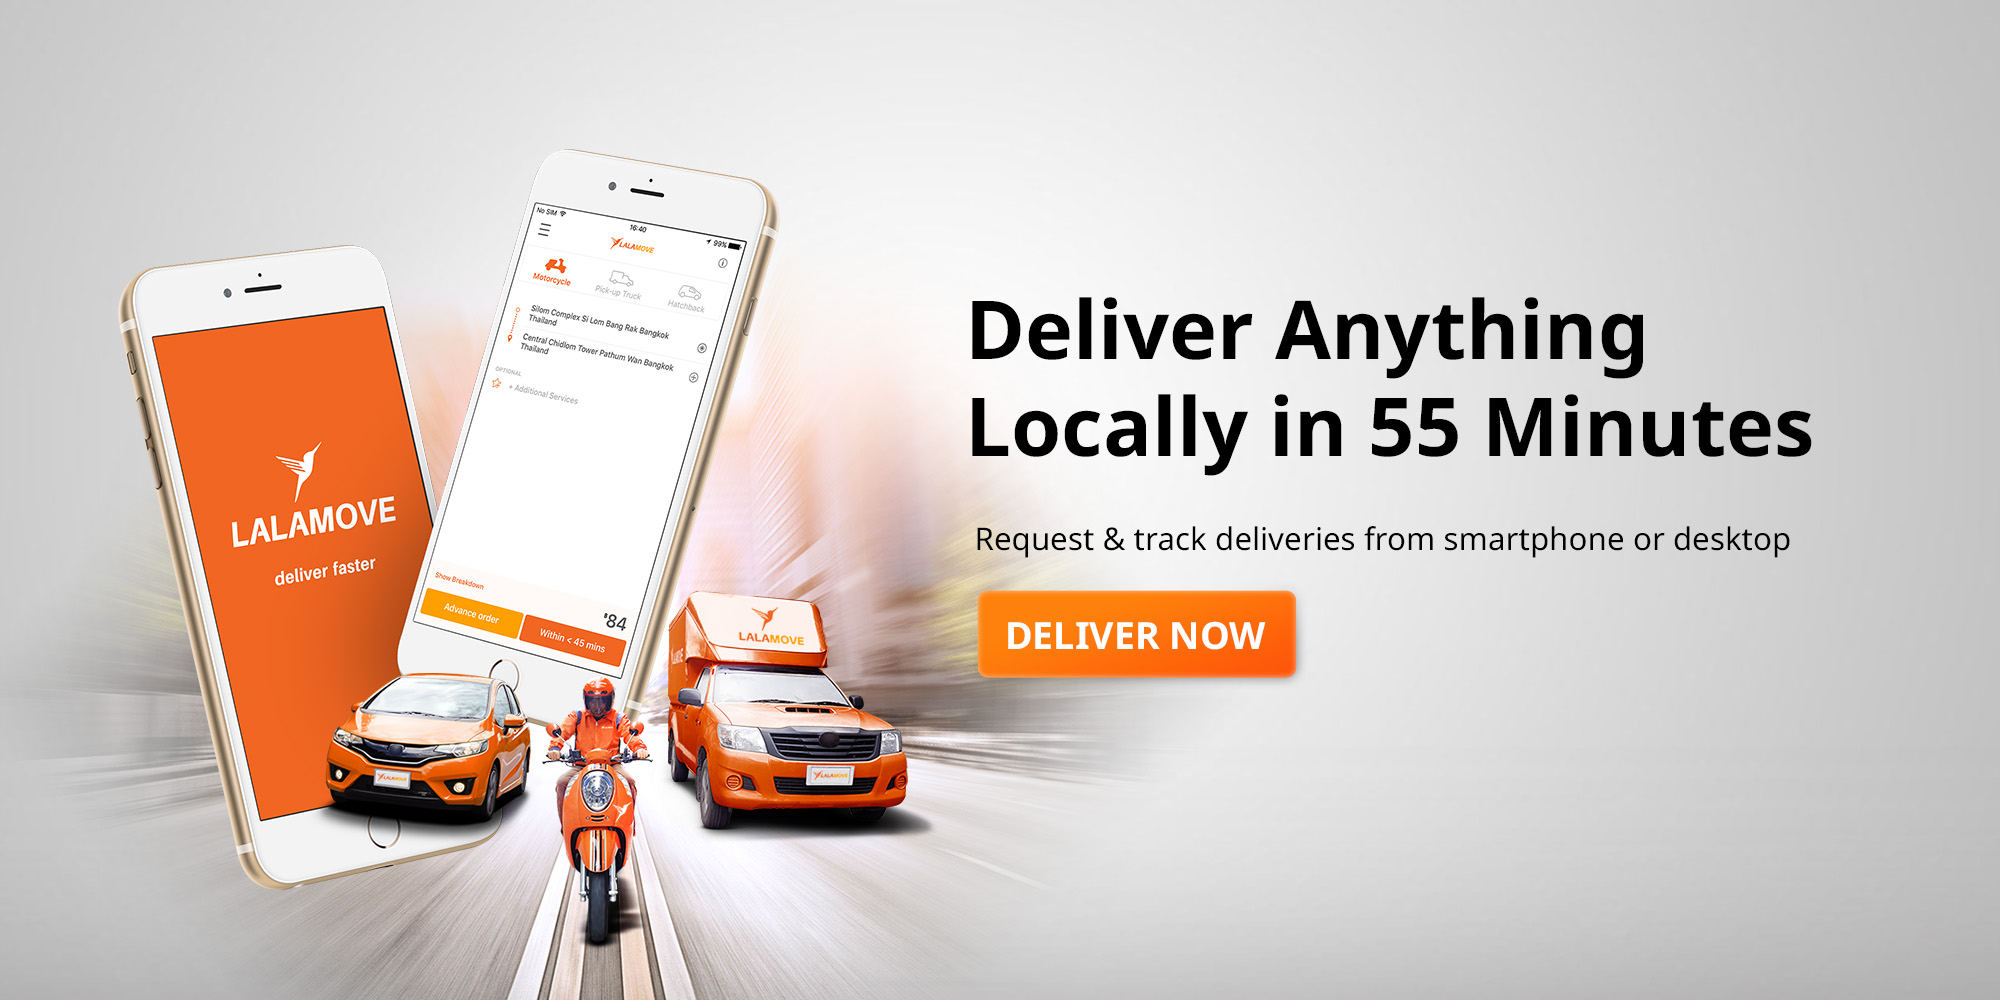 LALAMOVE
deliver faster
No SIM
16:40
99%
LALAMOVE
Motorcycle
Pick-up Truck
Hatchback
Silom Complex Si Lom Bang Rak Bangkok
Thailand
Central Chidlom Tower Pathum Wan Bangkok
Thailand
OPTIONAL
+ Additional Services
Show Breakdown
฿84
Advance order
Within < 45 mins
LALAMOVE
LALAMOVE
LALAMOVE
Deliver Anything
Locally in 55 Minutes
Request & track deliveries from smartphone or desktop
DELIVER NOW